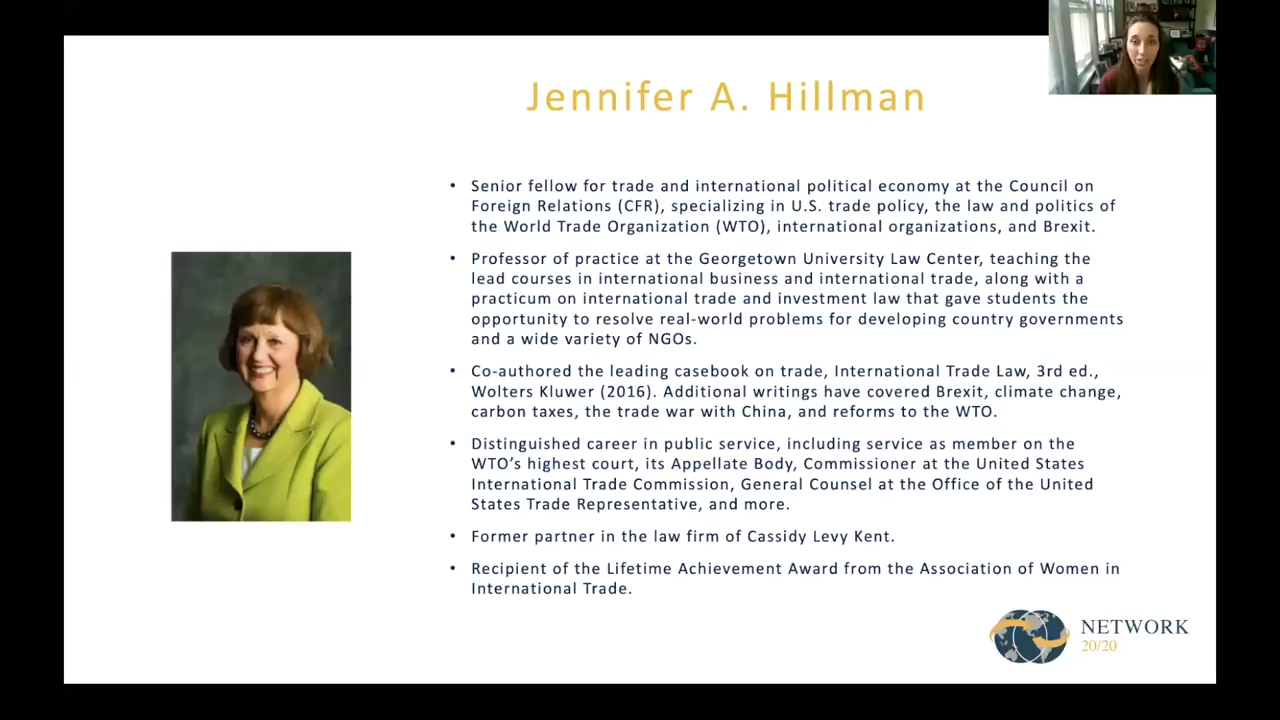 Jennifer A. Hillman
• Senior fellow for trade and international political economy at the Council on
Foreign Relations (CFR), specializing in U.S. trade policy, the law and politics of
the World Trade Organization (WTO), international organizations, and Brexit.
• Professor of practice at the Georgetown University Law Center, teaching the
lead courses in international business and international trade, along with a
practicum on international trade and investment law that gave students the
opportunity to resolve real-world problems for developing country governments
and a wide variety of NGOs.
• Co-authored the leading casebook on trade, International Trade Law, 3rd ed.,
Wolters Kluwer (2016). Additional writings have covered Brexit, climate change,
carbon taxes, the trade war with China, and reforms to the WTO.
• Distinguished career in public service, including service as member on the
WTO’s highest court, its Appellate Body, Commissioner at the United States
International Trade Commission, General Counsel at the Office of the United
States Trade Representative, and more.
• Former partner in the law firm of Cassidy Levy Kent.
• Recipient of the Lifetime Achievement Award from the Association of Women in
International Trade.
NETWORK
20/20